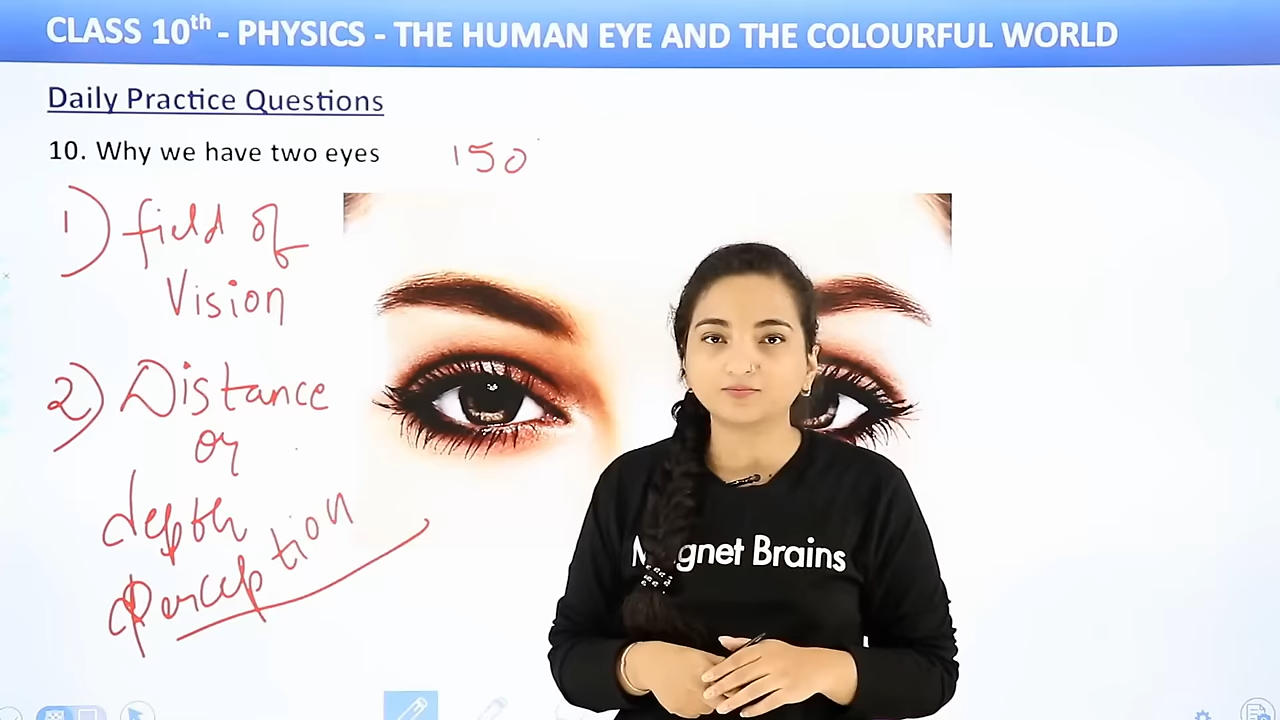 CLASS 10th - PHYSICS - THE HUMAN EYE AND THE COLOURFUL WORLD
Daily Practice Questions
10. Why we have two eyes
150
1) field of
Vision
2) Distance
or
depth
Perception
Magnet Brains